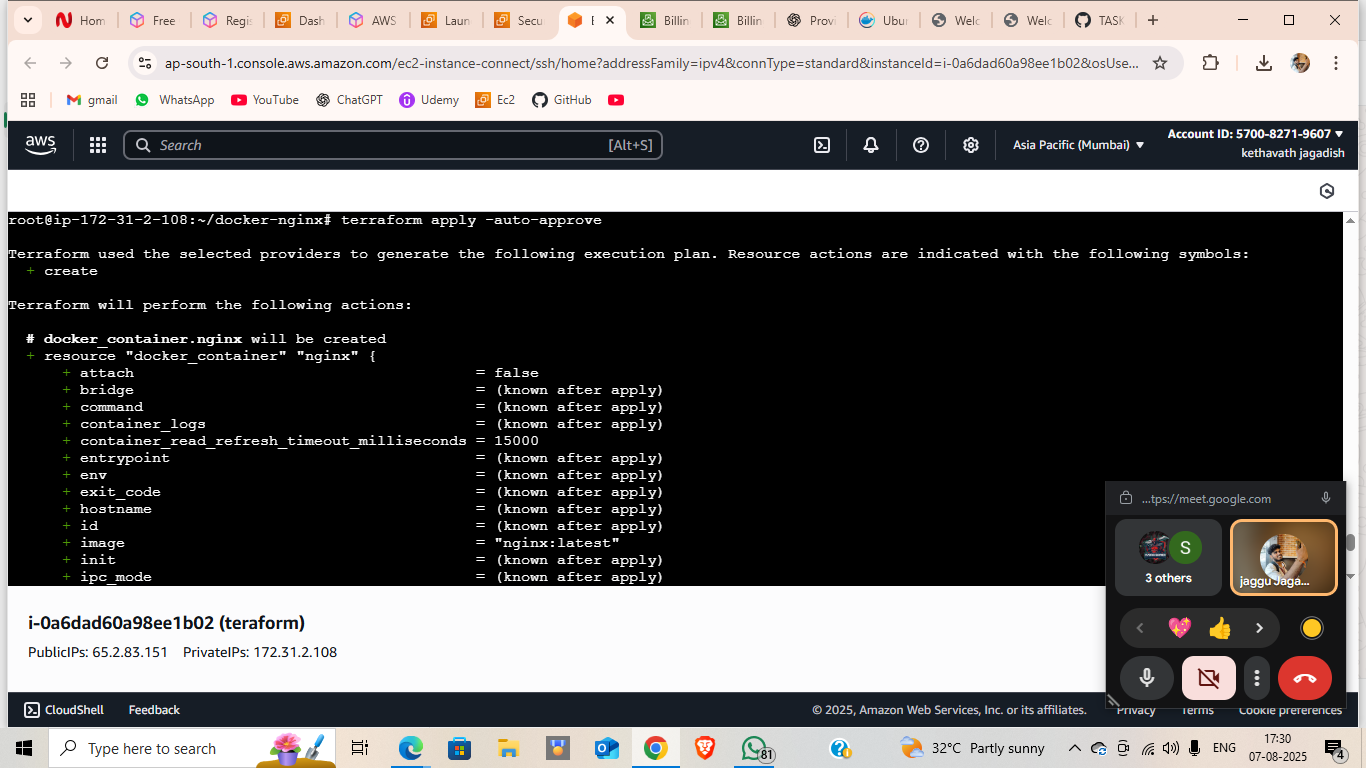 Hom
Free
Regis
Dash
AWS
Laun
Secu
E
Billin
Billin
Provi
Ubur
Welc
Welc
TASK
ap-south-1.console.aws.amazon.com/ec2-instance-connect/ssh/home?addressFamily=ipv4&connType=standard&instanceId=i-0a6dad60a98ee1b02&osUse...
gmail
WhatsApp
YouTube
ChatGPT
Udemy
Ec2
GitHub
aws
Search
[Alt+S]
Asia Pacific (Mumbai)
Account ID: 5700-8271-9607
kethavath jagadish
root@ip-172-31-2-108:~/docker-nginx# terraform apply -auto-approve
Terraform used the selected providers to generate the following execution plan. Resource actions are indicated with the following symbols:
+ create
Terraform will perform the following actions:
# docker_container.nginx will be created
+ resource "docker_container" "nginx" {
+ attach = false
+ bridge = (known after apply)
+ command = (known after apply)
+ container_logs = (known after apply)
+ container_read_refresh_timeout_milliseconds = 15000
+ entrypoint = (known after apply)
+ env = (known after apply)
+ exit_code = (known after apply)
+ hostname = (known after apply)
+ id = (known after apply)
+ image = "nginx:latest"
+ init = (known after apply)
+ ipc_mode = (known after apply)
...tps://meet.google.com
S
3 others
jaggu Jaga...
i-0a6dad60a98ee1b02 (teraform)
PublicIPs: 65.2.83.151 PrivateIPs: 172.31.2.108
CloudShell
Feedback
© 2025, Amazon Web Services, Inc. or its affiliates.
Privacy
Terms
Cookie preferences
Type here to search
81
32°C Partly sunny
ENG
17:30
07-08-2025
4